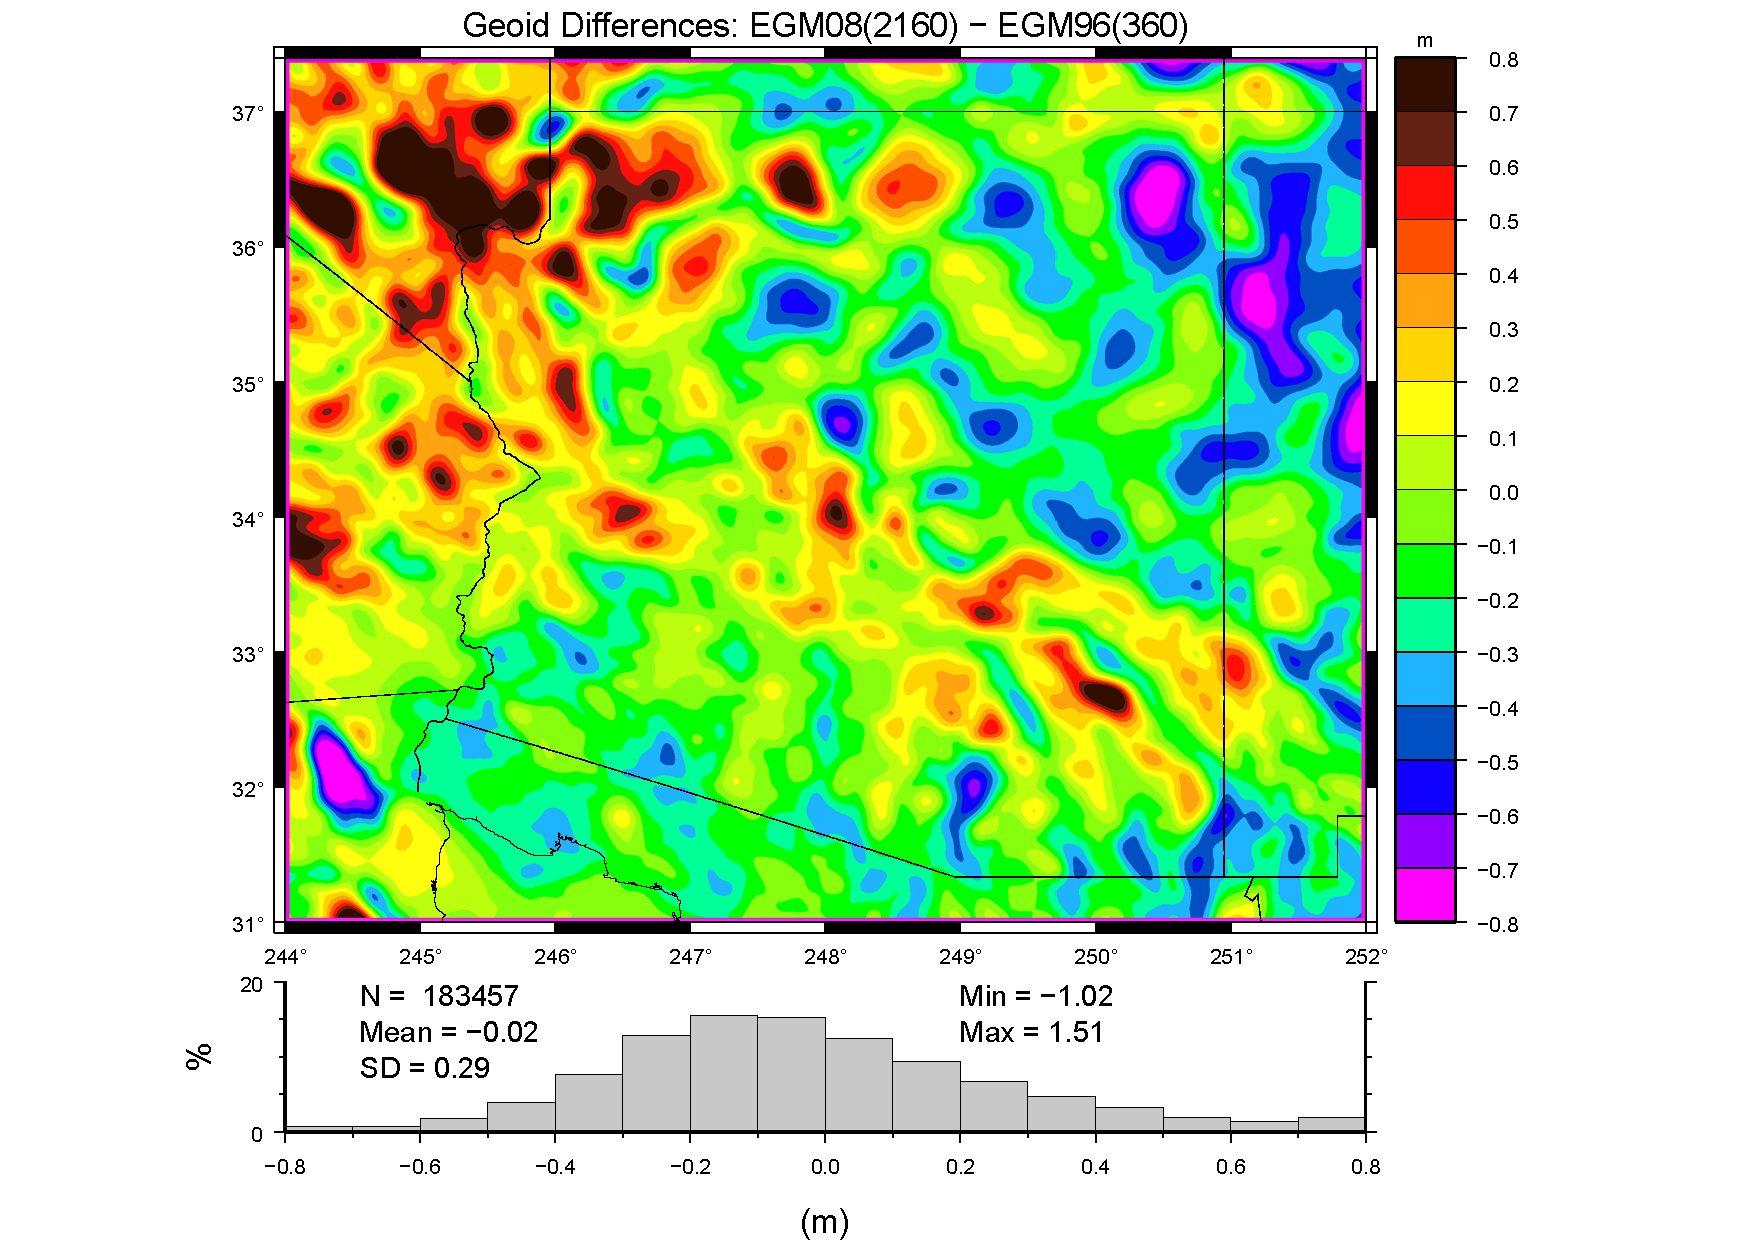 Geoid Differences: EGM08(2160) − EGM96(360)
m
0.8
0.7
0.6
0.5
0.4
0.3
0.2
0.1
0.0
−0.1
−0.2
−0.3
−0.4
−0.5
−0.6
−0.7
−0.8
37°
36°
35°
34°
33°
32°
31°
244° 245° 246° 247° 248° 249° 250° 251° 252°
20
0
%
N = 183457
Mean = −0.02
SD = 0.29
Min = −1.02
Max = 1.51
−0.8 −0.6 −0.4 −0.2 0.0 0.2 0.4 0.6 0.8
(m)